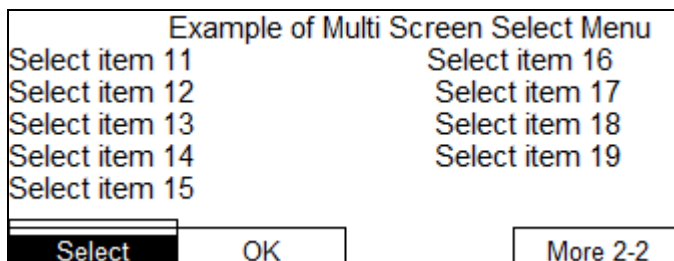 Example of Multi Screen Select Menu
Select item 11
Select item 12
Select item 13
Select item 14
Select item 15
Select item 16
Select item 17
Select item 18
Select item 19
Select
OK
More 2-2